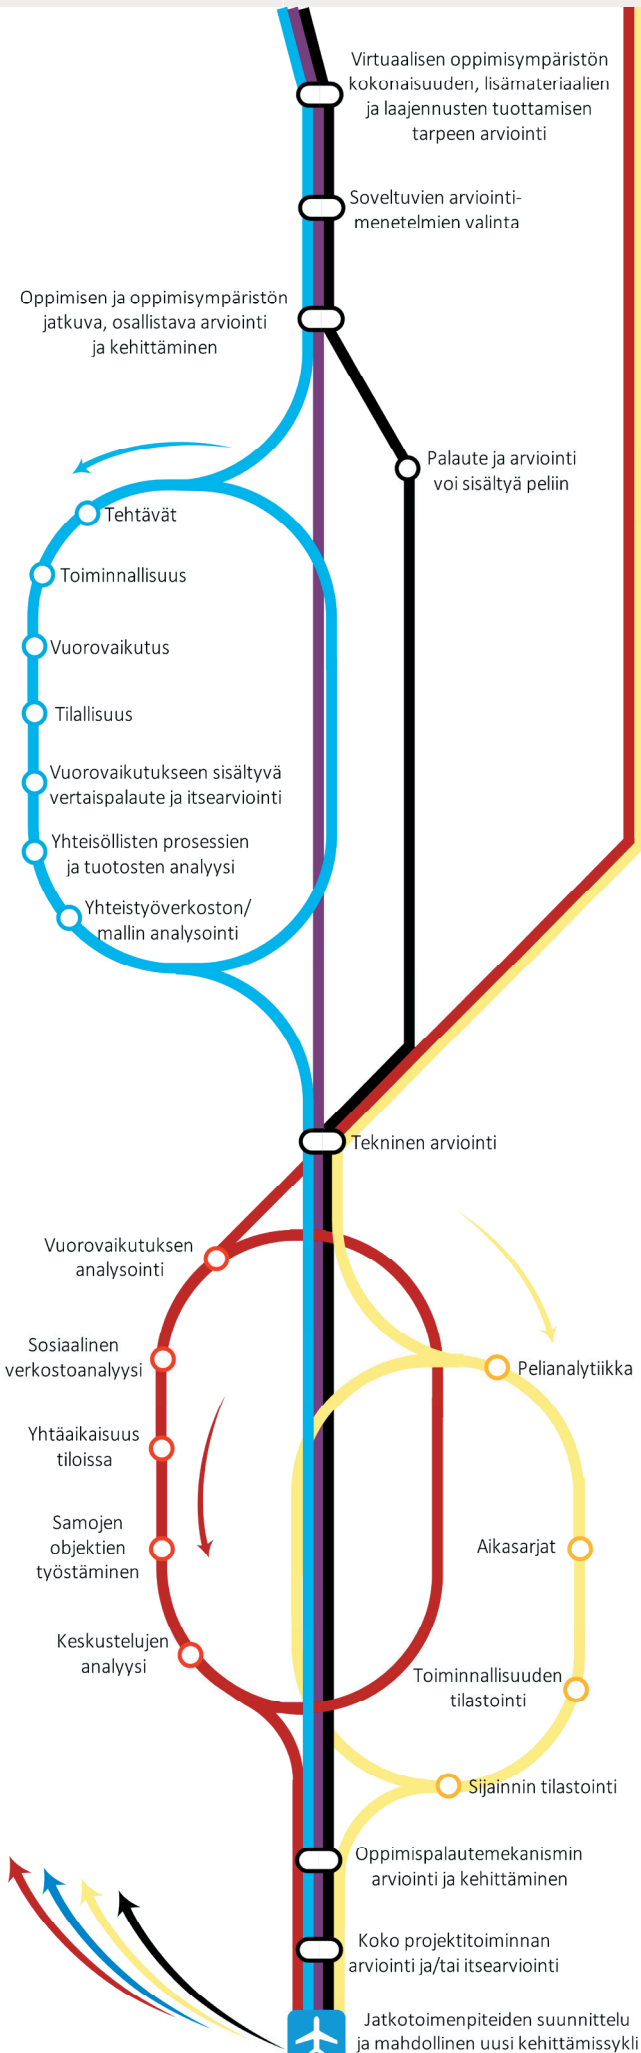 Virtuaalisen oppimisympäristön
kokonaisuuden, lisämateriaalien
ja laajennusten tuottamisen
tarpeen arviointi
Soveltuvien arviointi-
menetelmien valinta
Oppimisen ja oppimisympäristön
jatkuva, osallistava arviointi
ja kehittäminen
Palaute ja arviointi
voi sisältyä peliin
Tehtävät
Toiminnallisuus
Vuorovaikutus
Tilallisuus
Vuorovaikutukseen sisältyvä
vertaispalaute ja itsearviointi
Yhteisöllisten prosessien
ja tuotosten analyysi
Yhteistyöverkoston/
mallin analysointi
Tekninen arviointi
Vuorovaikutuksen
analysointi
Sosiaalinen
verkostoanalyysi
Pelianalytiikka
Yhtäaikaisuus
tiloissa
Samojen
objektien
työstäminen
Aikasarjat
Keskustelujen
analyysi
Toiminnallisuuden
tilastointi
Sijainnin tilastointi
Oppimispalautemekanismin
arviointi ja kehittäminen
Koko projektitoiminnan
arviointi ja/tai itsearviointi
Jatkotoimenpiteiden suunnittelu
ja mahdollinen uusi kehittämissykli